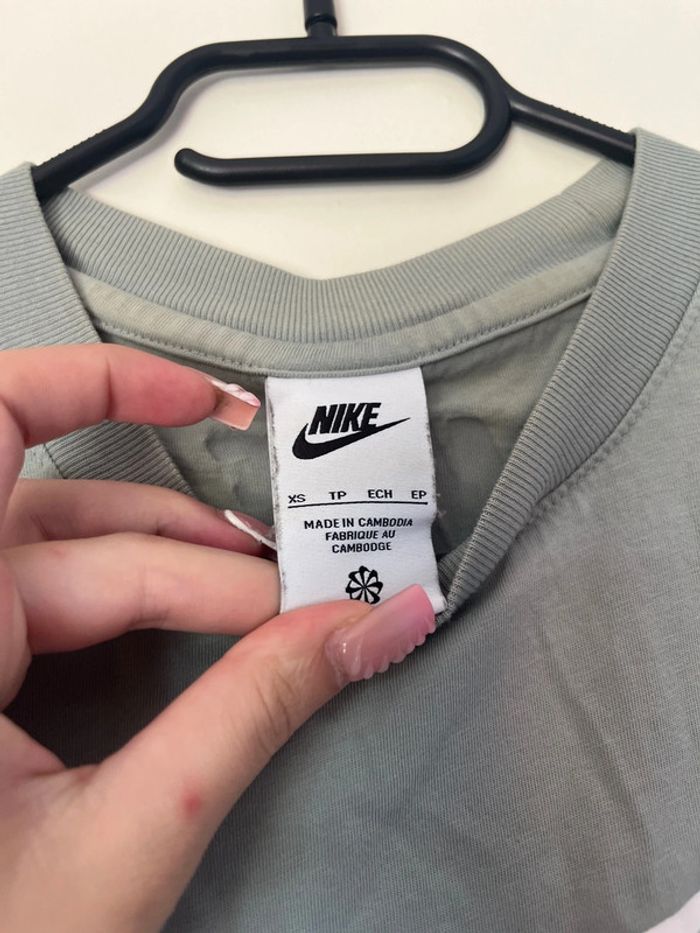 NIKE
XS TP ECH EP
MADE IN CAMBODIA
FABRIQUE AU
CAMBODGE